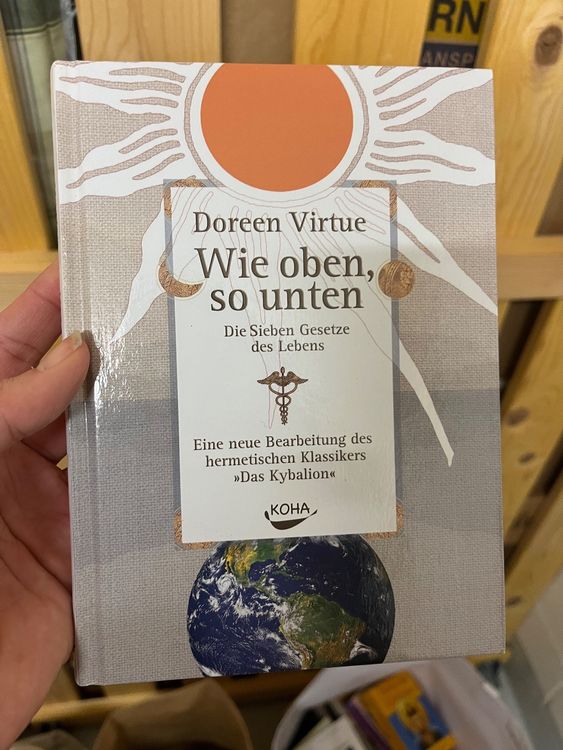 RN
ANSP
Doreen Virtue
Wie oben,
so unten
Die Sieben Gesetze
des Lebens
Eine neue Bearbeitung des
hermetischen Klassikers
»Das Kybalion«
KOHA